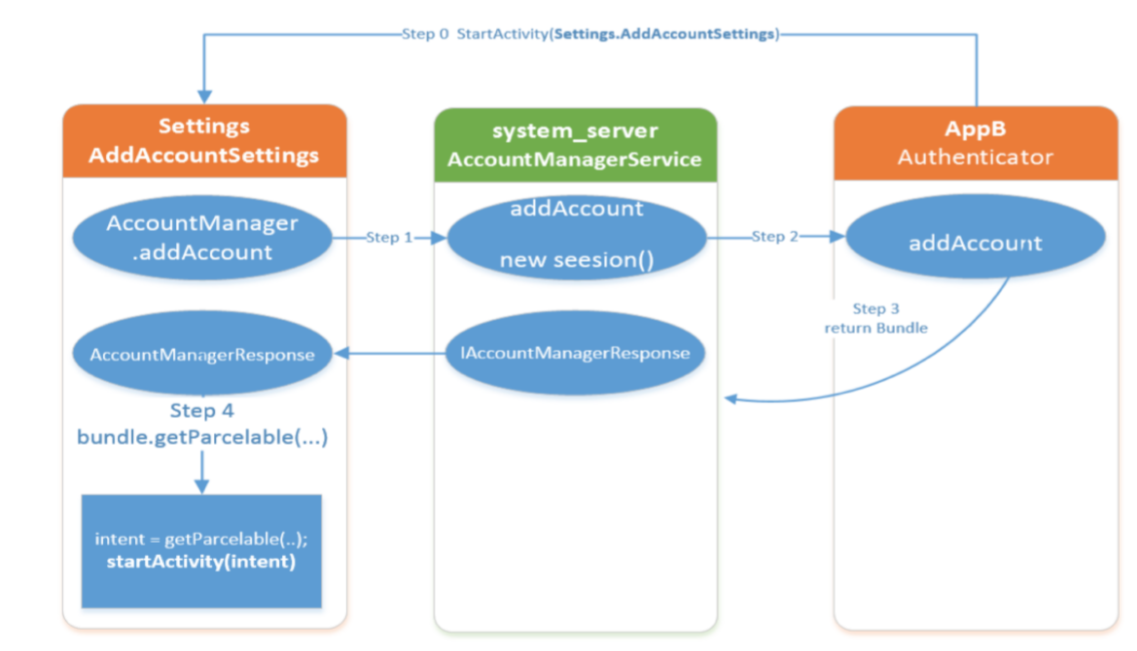 Step 0 StartActivity(Settings.AddAccountSettings)
Settings
AddAccountSettings
system_server
AccountManagerService
AppB
Authenticator
AccountManager
.addAccount
Step 1
addAccount
new seesion()
Step 2
addAccount
Step 3
return Bundle
AccountManagerResponse
IAccountManagerResponse
Step 4
bundle.getParcelable(...)
intent = getParcelable(..);
startActivity(intent)